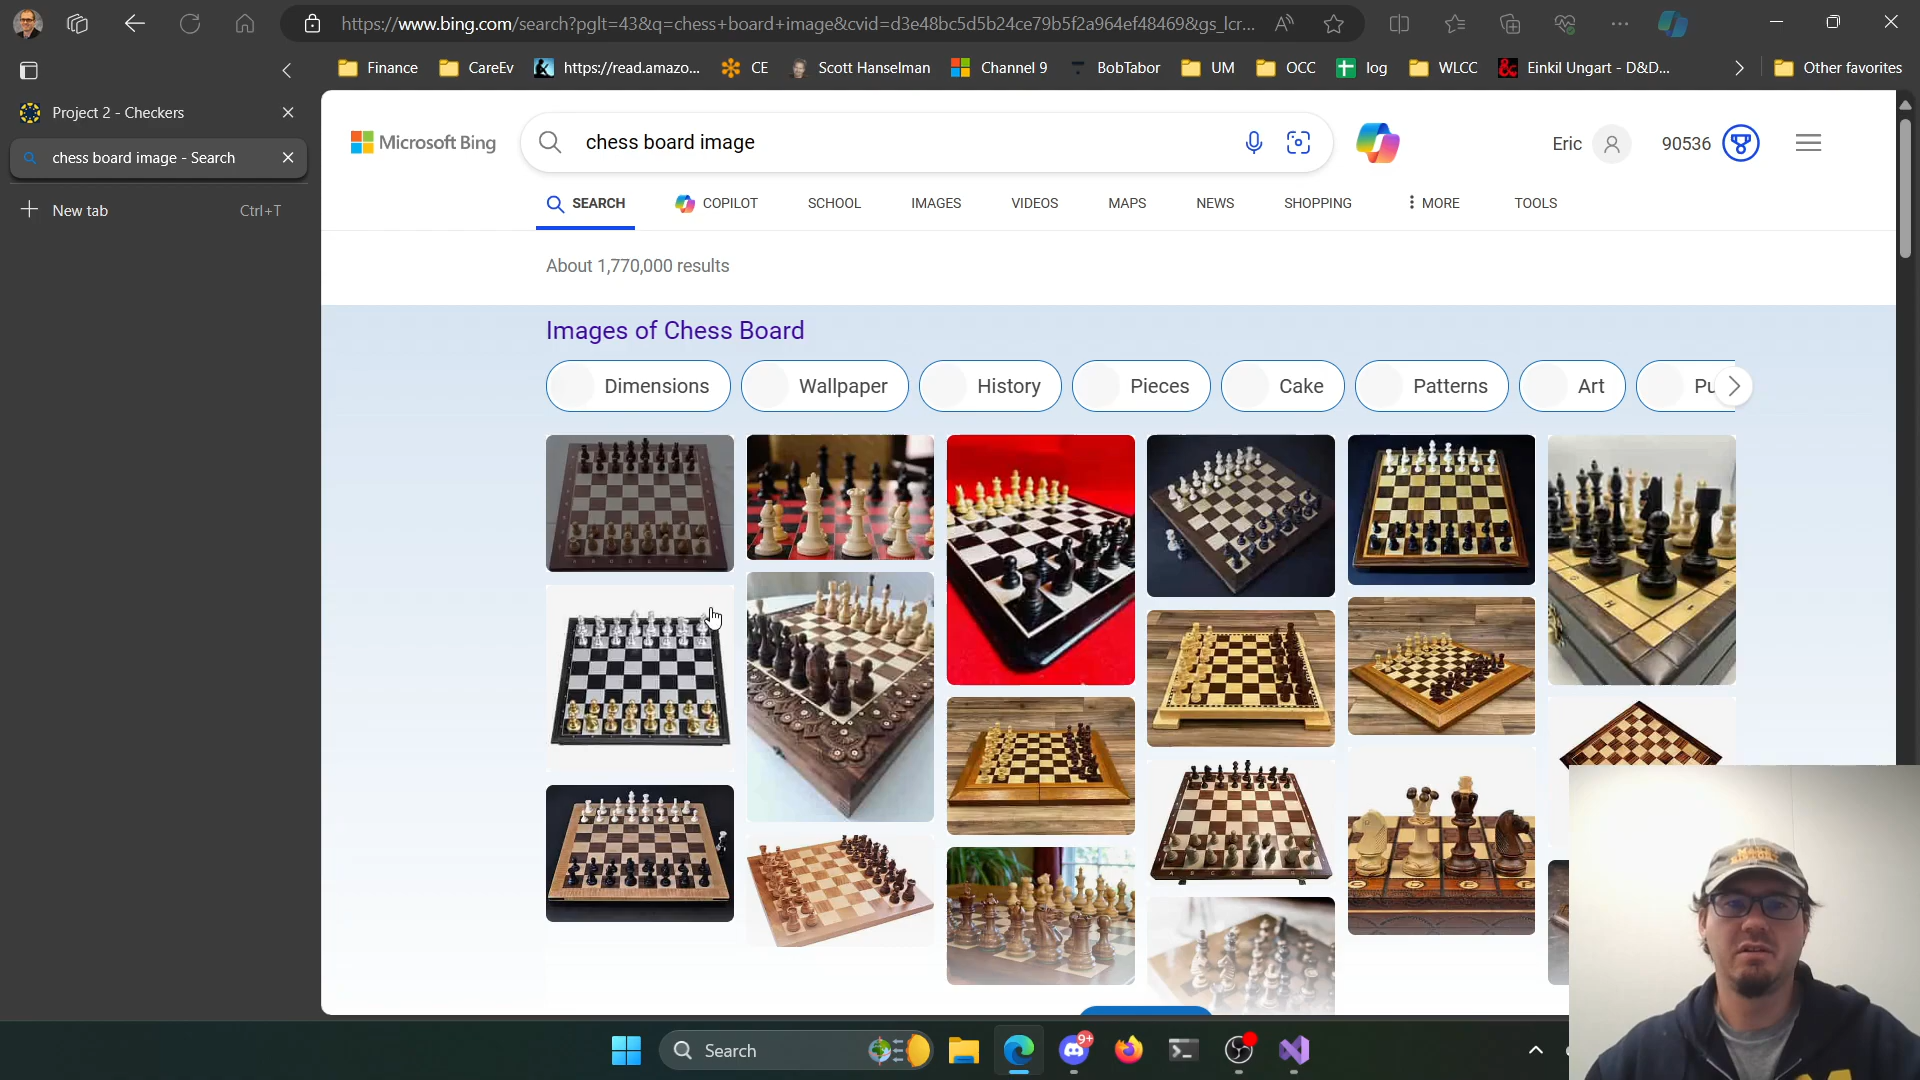 https://www.bing.com/search?pglt=43&q=chess+board+image&cvid=d3e48bc5d5b24ce79b5f2a964ef48469&gs_lcr...
Finance
CareEv
https://read.amazo...
CE
Scott Hanselman
Channel 9
BobTabor
UM
OCC
log
WLCC
Einkil Ungart - D&D...
Other favorites
Project 2 - Checkers
chess board image - Search
New tab
Ctrl+T
Microsoft Bing
chess board image
Eric
90536
SEARCH
COPILOT
SCHOOL
IMAGES
VIDEOS
MAPS
NEWS
SHOPPING
MORE
TOOLS
About 1,770,000 results
Images of Chess Board
Dimensions
Wallpaper
History
Pieces
Cake
Patterns
Art
Search
9+